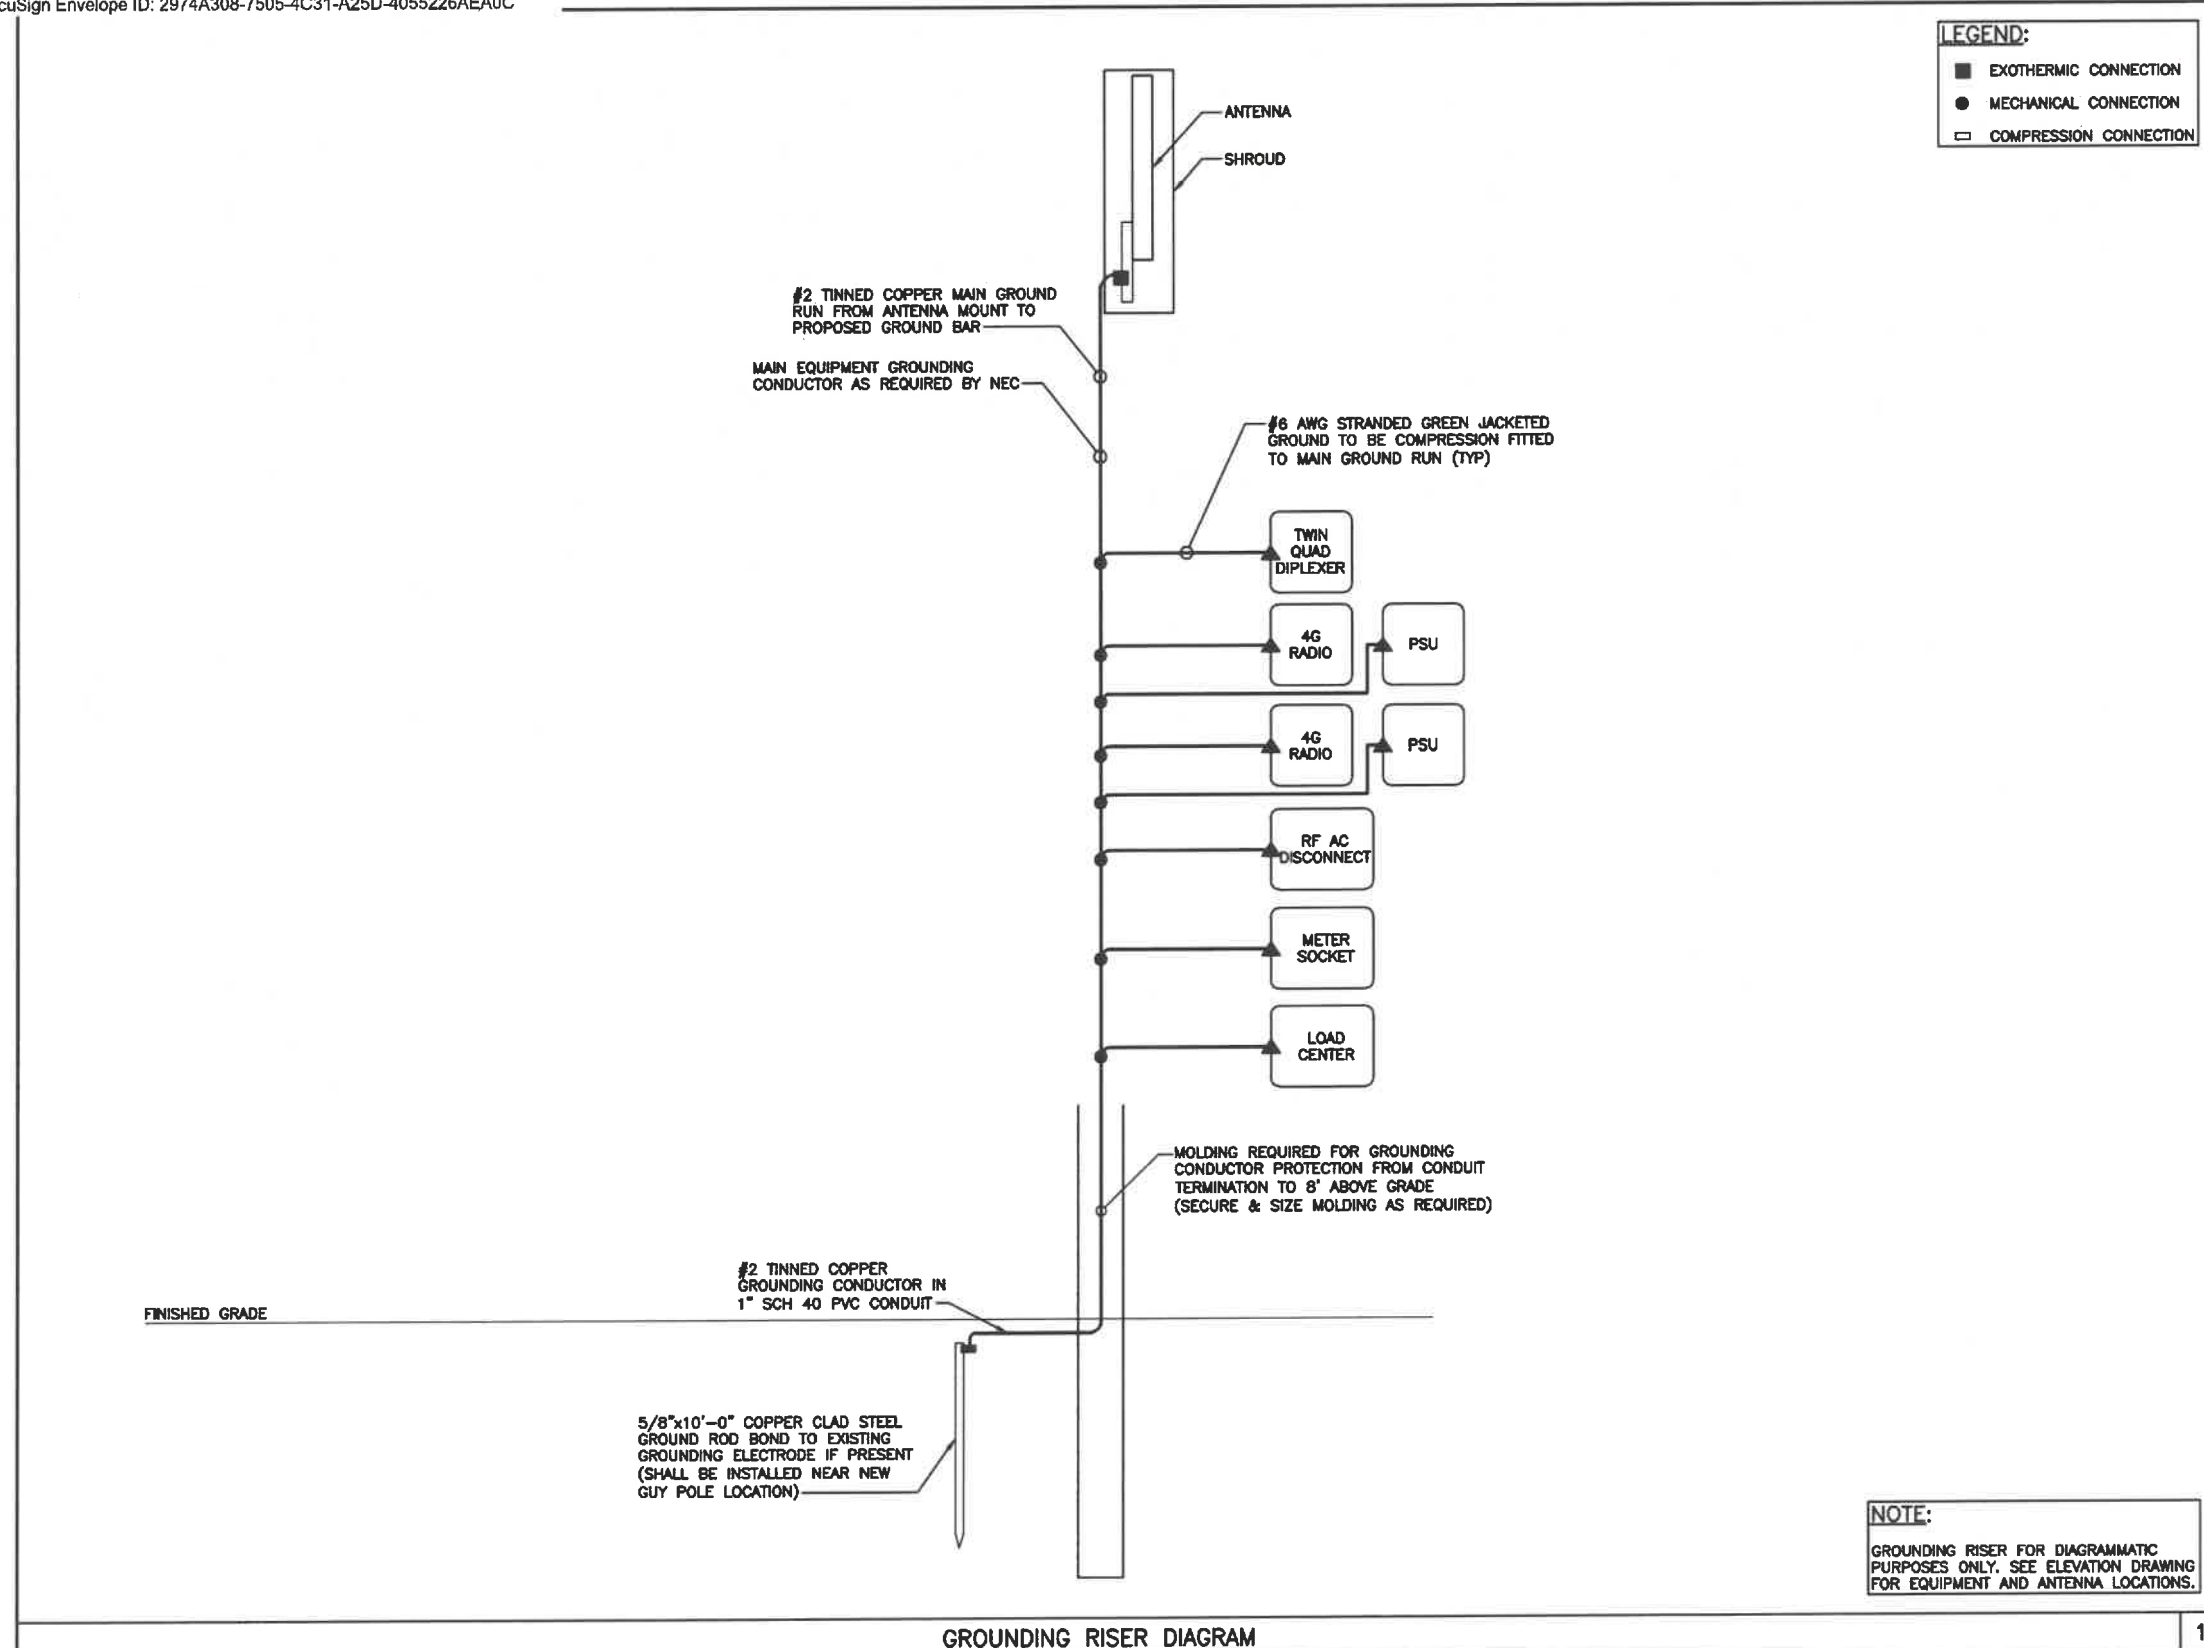 cuSign Envelope ID: 2974A308-7505-4C31-A25D-4055226AEA0C
LEGEND:
EXOTHERMIC CONNECTION
MECHANICAL CONNECTION
COMPRESSION CONNECTION
ANTENNA
SHROUD
#2 TINNED COPPER MAIN GROUND
RUN FROM ANTENNA MOUNT TO
PROPOSED GROUND BAR
MAIN EQUIPMENT GROUNDING
CONDUCTOR AS REQUIRED BY NEC
#6 AWG STRANDED GREEN JACKETED
GROUND TO BE COMPRESSION FITTED
TO MAIN GROUND RUN (TYP)
TWIN
QUAD
DIPLEXER
4G
RADIO
PSU
4G
RADIO
PSU
RF AC
DISCONNECT
METER
SOCKET
LOAD
CENTER
MOLDING REQUIRED FOR GROUNDING
CONDUCTOR PROTECTION FROM CONDUIT
TERMINATION TO 8' ABOVE GRADE
(SECURE & SIZE MOLDING AS REQUIRED)
#2 TINNED COPPER
GROUNDING CONDUCTOR IN
1" SCH 40 PVC CONDUIT
FINISHED GRADE
5/8"x10'-0" COPPER CLAD STEEL
GROUND ROD BOND TO EXISTING
GROUNDING ELECTRODE IF PRESENT
(SHALL BE INSTALLED NEAR NEW
GUY POLE LOCATION)
NOTE:
GROUNDING RISER FOR DIAGRAMMATIC
PURPOSES ONLY. SEE ELEVATION DRAWING
FOR EQUIPMENT AND ANTENNA LOCATIONS.
GROUNDING RISER DIAGRAM